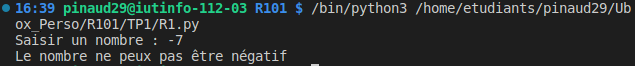 16:39 pinaud29@iutinfo-112-03 R101 $ /bin/python3 /home/etudiants/pinaud29/Ub
ox_Perso/R101/TP1/R1.py
Saisir un nombre : -7
Le nombre ne peux pas être négatif